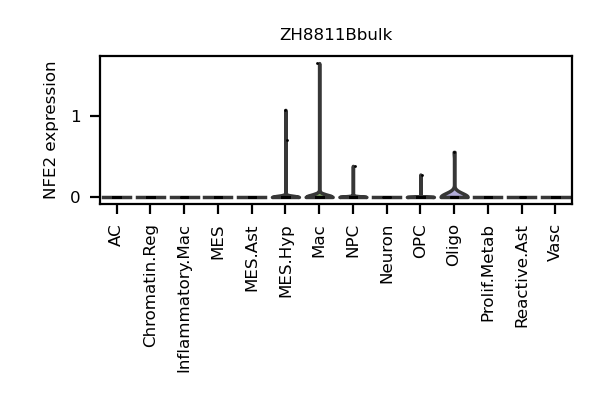 ZH8811Bbulk
NFE2 expression
1
0
AC
Chromatin.Reg
Inflammatory.Mac
MES
MES.Ast
MES.Hyp
Mac
NPC
Neuron
OPC
Oligo
Prolif.Metab
Reactive.Ast
Vasc